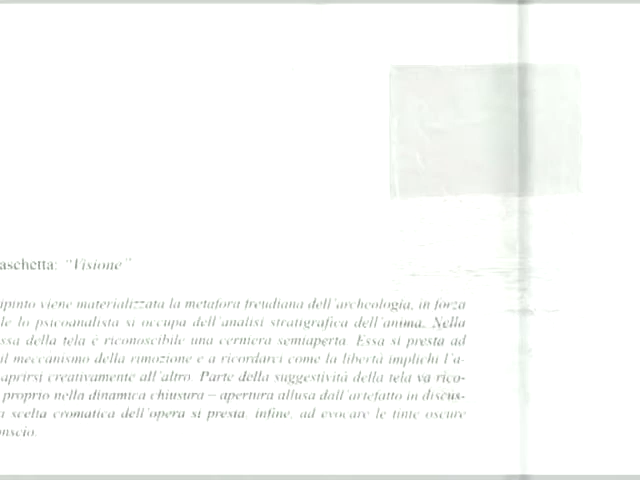 aschetta: "Visione"
ipinto viene materializzata la metafora freudiana dell'archeologia, in forza
le lo psicoanalista si occupa dell'analisi stratigrafica dell'anima. Nella
ssa della tela è riconoscibile una cerniera semiaperta. Essa si presta ad
il meccanismo della rimozione e a ricordarci come la libertà implichi l'a-
aprirsi creativamente all'altro. Parte della suggestività della tela va rico-
proprio nella dinamica chiusura – apertura allusa dall'artefatto in discus-
a scelta cromatica dell'opera si presta, infine, ad evocare le tinte oscure
onscio.